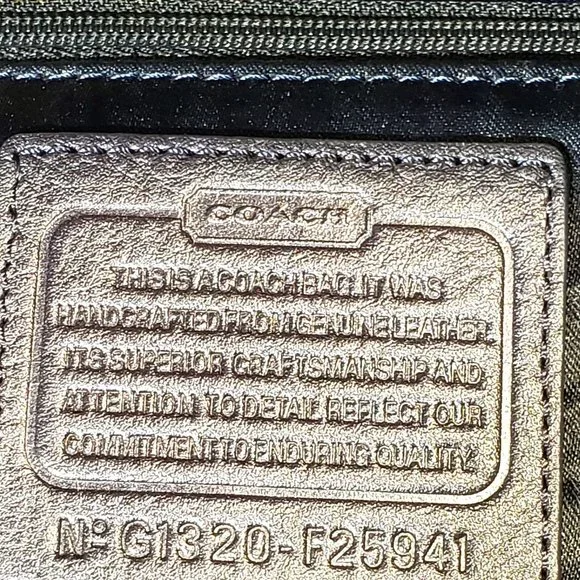 COACH
THIS IS A COACH BAG. IT WAS
HANDCRAFTED FROM GENUINE LEATHER.
ITS SUPERIOR CRAFTSMANSHIP AND
ATTENTION TO DETAIL REFLECT OUR
COMMITMENT TO ENDURING QUALITY.
Nº G1320-F25941